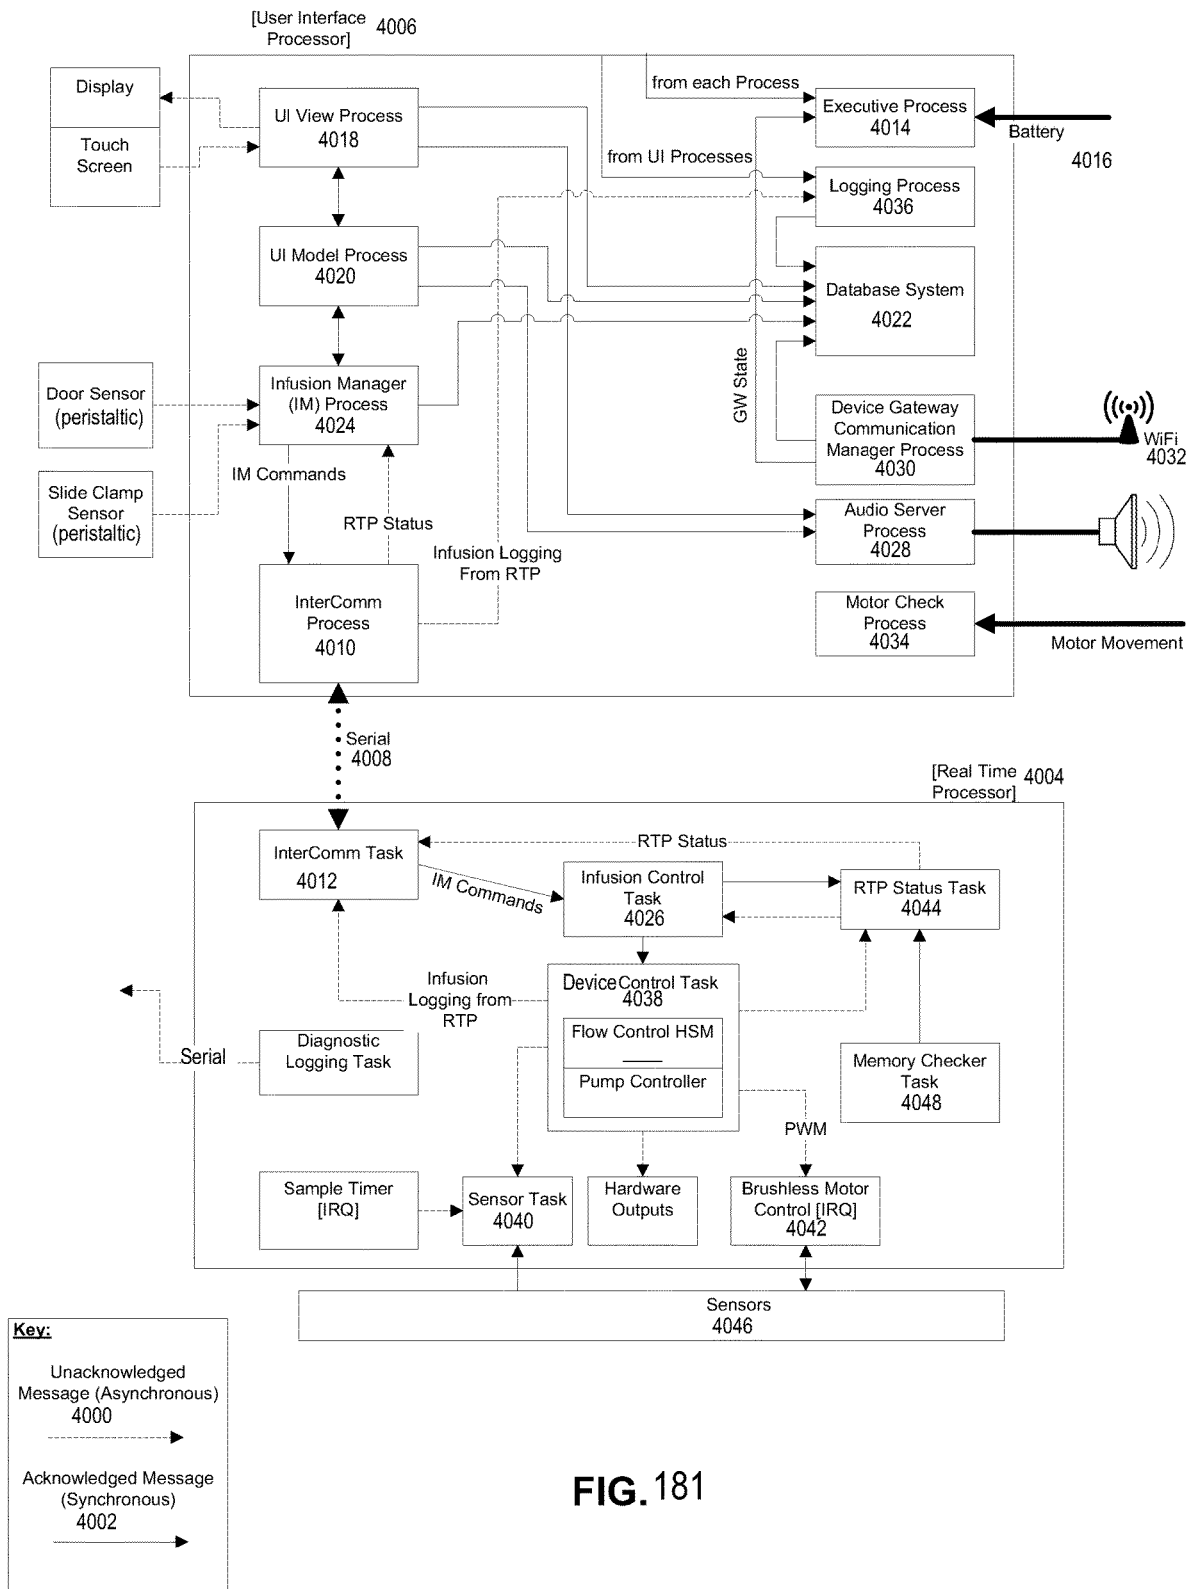 [User Interface
Processor]
4006
Display
Touch
Screen
UI View Process
4018
from each Process
Executive Process
4014
Battery
4016
from UI Processes
Logging Process
4036
UI Model Process
4020
Database System
4022
Door Sensor
(peristaltic)
Infusion Manager
(IM) Process
4024
GW State
Device Gateway
Communication
Manager Process
4030
WiFi
4032
IM Commands
Slide Clamp
Sensor
(peristaltic)
RTP Status
Infusion Logging
From RTP
Audio Server
Process
4028
InterComm
Process
4010
Motor Check
Process
4034
Motor Movement
Serial
4008
[Real Time
Processor]
4004
InterComm Task
4012
RTP Status
IM Commands
Infusion Control
Task
4026
RTP Status Task
4044
Infusion
Logging from
RTP
Device Control Task
4038
Flow Control HSM
Pump Controller
Serial
Diagnostic
Logging Task
Memory Checker
Task
4048
PWM
Sample Timer
[IRQ]
Sensor Task
4040
Hardware
Outputs
Brushless Motor
Control [IRQ]
4042
Sensors
4046
Key:
Unacknowledged
Message (Asynchronous)
4000
Acknowledged Message
(Synchronous)
4002
FIG. 181